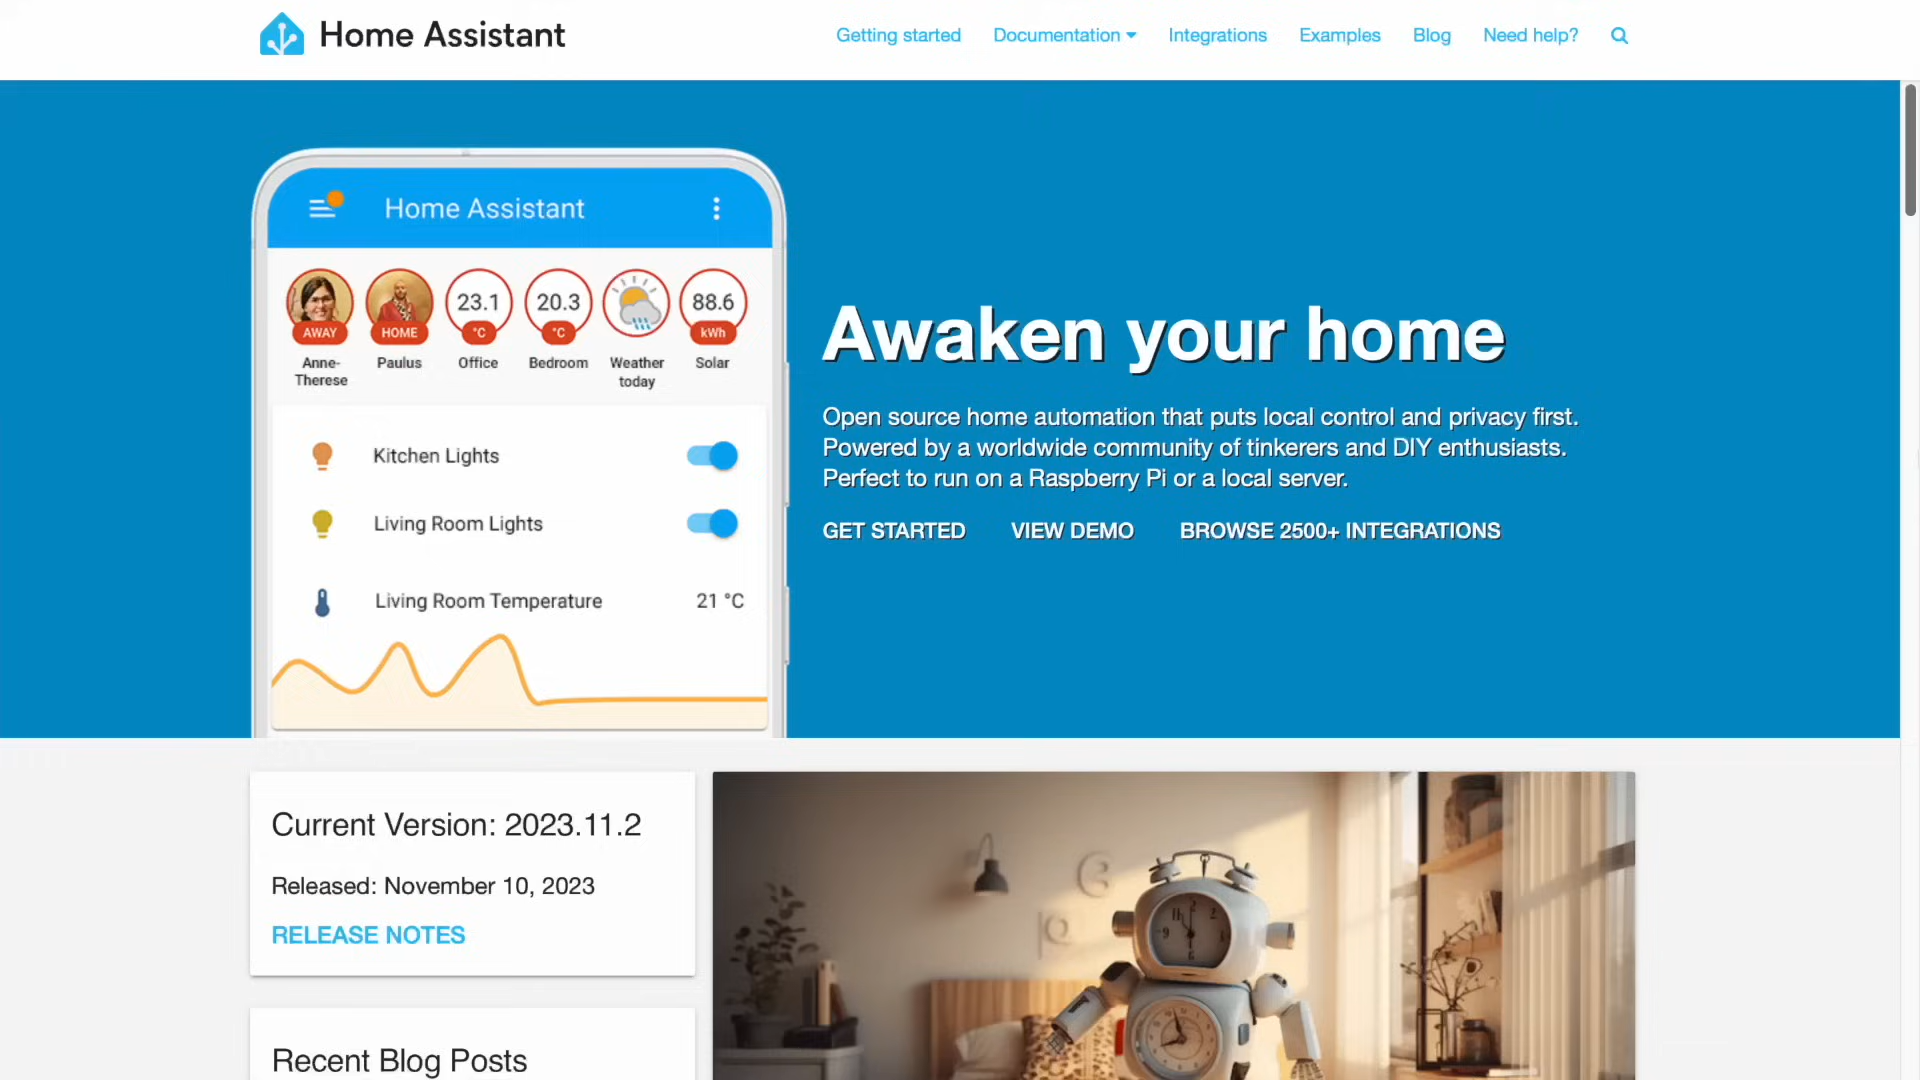 Home Assistant
Getting started
Documentation
Integrations
Examples
Blog
Need help?
Home Assistant
23.1
20.3
88.6
AWAY
HOME
°C
°C
kWh
Anne-
Therese
Paulus
Office
Bedroom
Weather
today
Solar
Kitchen Lights
Living Room Lights
Living Room Temperature
21 °C
Awaken your home
Open source home automation that puts local control and privacy first.
Powered by a worldwide community of tinkerers and DIY enthusiasts.
Perfect to run on a Raspberry Pi or a local server.
GET STARTED
VIEW DEMO
BROWSE 2500+ INTEGRATIONS
Current Version: 2023.11.2
Released: November 10, 2023
RELEASE NOTES
Recent Blog Posts